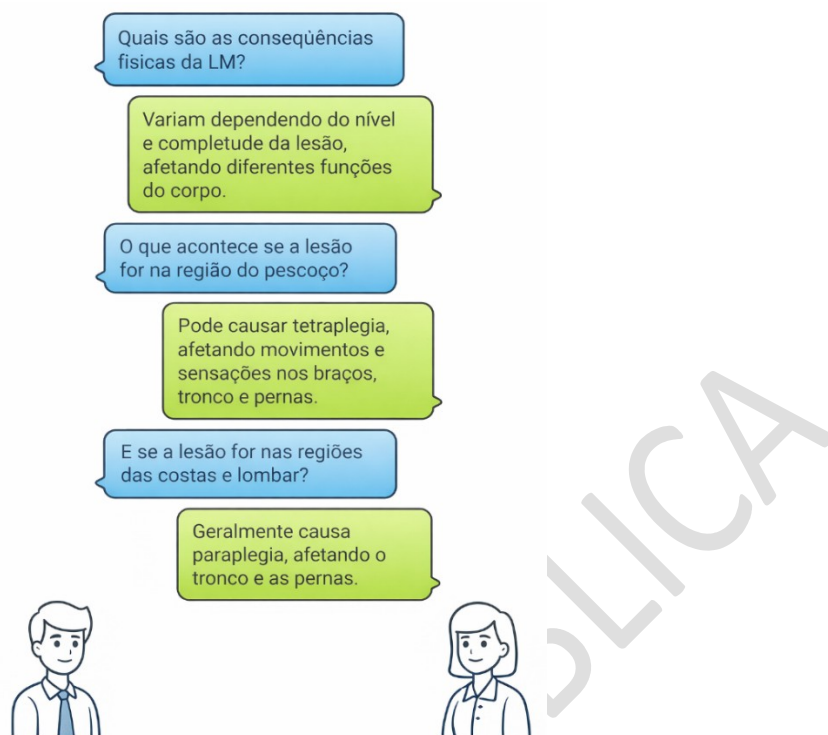 Quais são as conseqüências
fisicas da LM?
Variam dependendo do nível
e completude da lesão,
afetando diferentes funções
do corpo.
O que acontece se a lesão
for na região do pescoço?
Pode causar tetraplegia,
afetando movimentos e
sensações nos braços,
tronco e pernas.
E se a lesão for nas regiões
das costas e lombar?
Geralmente causa
paraplegia, afetando o
tronco e as pernas.
BLICA